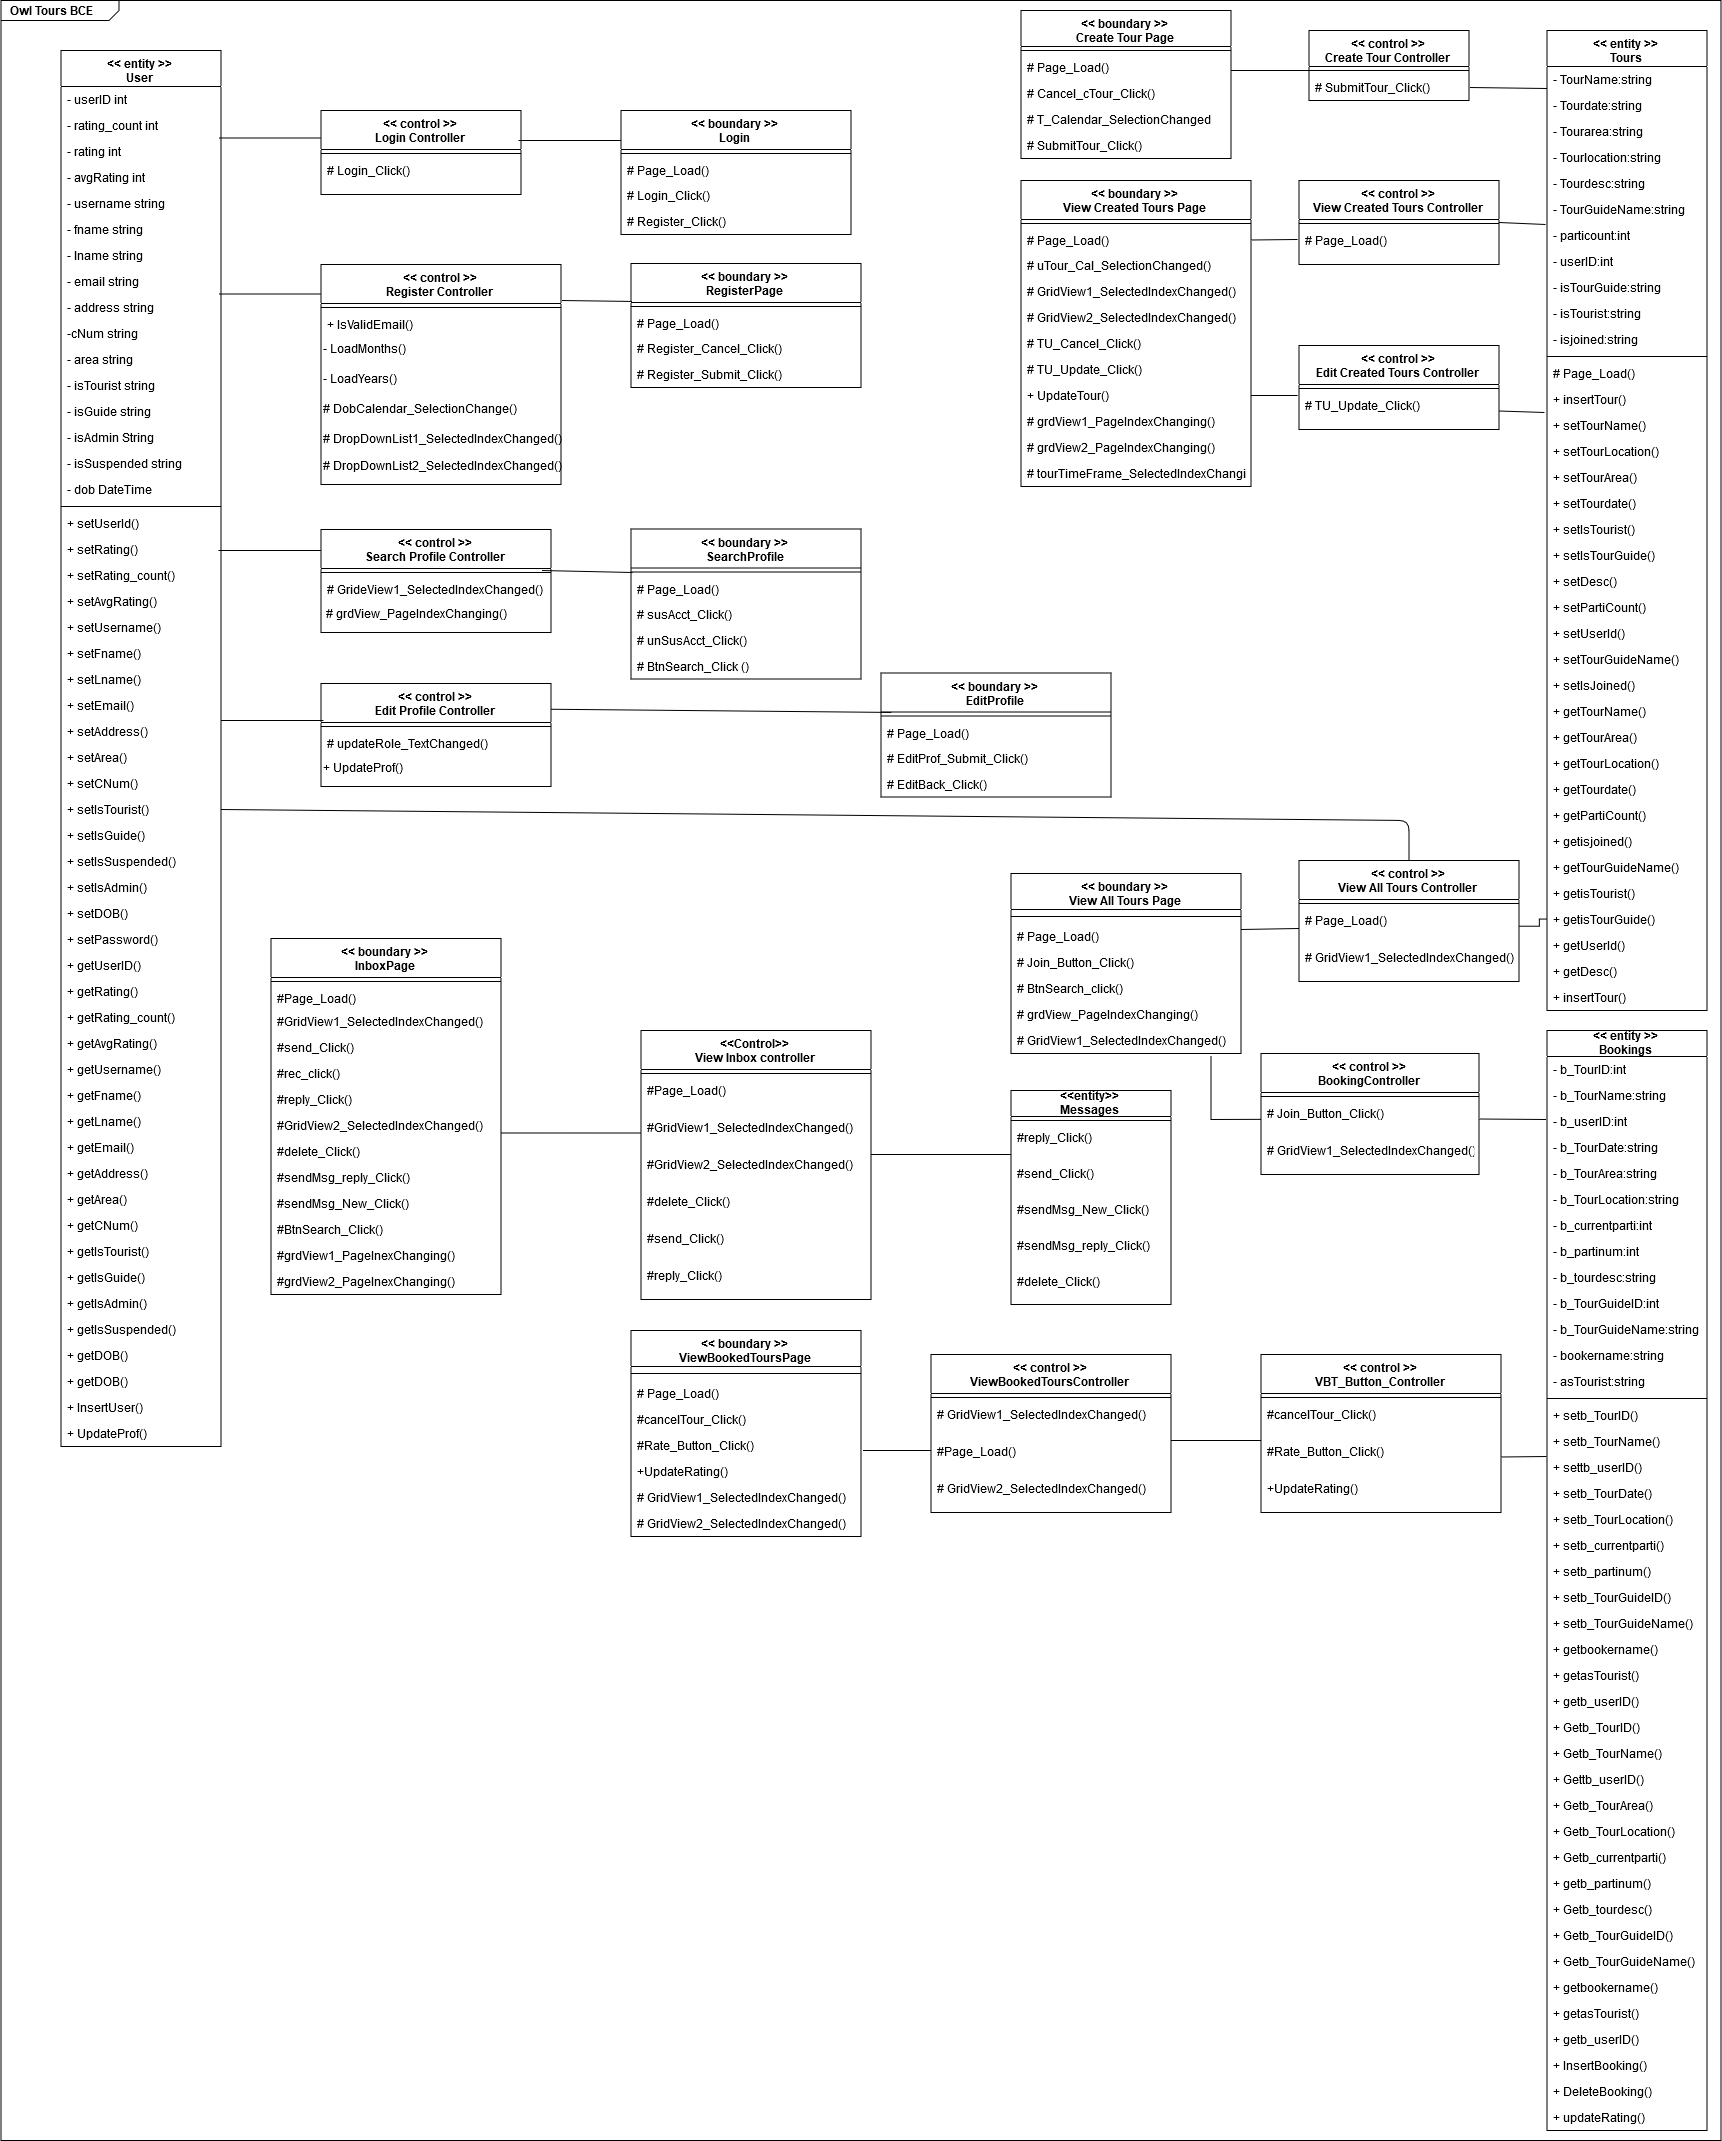 Owl Tours BCE
<< entity >>
User
- userID int
- rating_count int
- rating int
- avgRating int
- username string
- fname string
- lname string
- email string
- address string
-cNum string
- area string
- isTourist string
- isGuide string
- isAdmin String
- isSuspended string
- dob DateTime
+ setUserId()
+ setRating()
+ setRating_count()
+ setAvgRating()
+ setUsername()
+ setFname()
+ setLname()
+ setEmail()
+ setAddress()
+ setArea()
+ setCNum()
+ setIsTourist()
+ setIsGuide()
+ setIsSuspended()
+ setIsAdmin()
+ setDOB()
+ setPassword()
+ getUserID()
+ getRating()
+ getRating_count()
+ getAvgRating()
+ getUsername()
+ getFname()
+ getLname()
+ getEmail()
+ getAddress()
+ getArea()
+ getCNum()
+ getIsTourist()
+ getIsGuide()
+ getIsAdmin()
+ getIsSuspended()
+ getDOB()
+ getDOB()
+ InsertUser()
+ UpdateProf()
<< control >>
Login Controller
# Login_Click()
<< boundary >>
Login
# Page_Load()
# Login_Click()
# Register_Click()
<< control >>
Register Controller
+ IsValidEmail()
- LoadMonths()
- LoadYears()
# DobCalendar_SelectionChange()
# DropDownList1_SelectedIndexChanged()
# DropDownList2_SelectedIndexChanged()
<< boundary >>
RegisterPage
# Page_Load()
# Register_Cancel_Click()
# Register_Submit_Click()
<< control >>
Search Profile Controller
# GrideView1_SelectedIndexChanged()
# grdView_PageIndexChanging()
<< boundary >>
SearchProfile
# Page_Load()
# susAcct_Click()
# unSusAcct_Click()
# BtnSearch_Click ()
<< control >>
Edit Profile Controller
# updateRole_TextChanged()
+ UpdateProf()
<< boundary >>
EditProfile
# Page_Load()
# EditProf_Submit_Click()
# EditBack_Click()
<< boundary >>
Create Tour Page
# Page_Load()
# Cancel_cTour_Click()
# T_Calendar_SelectionChanged
# SubmitTour_Click()
<< control >>
Create Tour Controller
# SubmitTour_Click()
<< boundary >>
View Created Tours Page
# Page_Load()
# uTour_Cal_SelectionChanged()
# GridView1_SelectedIndexChanged()
# GridView2_SelectedIndexChanged()
# TU_Cancel_Click()
# TU_Update_Click()
+ UpdateTour()
# grdView1_PageIndexChanging()
# grdView2_PageIndexChanging()
# tourTimeFrame_SelectedIndexChangi
<< control >>
View Created Tours Controller
# Page_Load()
<< control >>
Edit Created Tours Controller
# TU_Update_Click()
<< entity >>
Tours
- TourName:string
- Tourdate:string
- Tourarea:string
- Tourlocation:string
- Tourdesc:string
- TourGuideName:string
- particount:int
- userID:int
- isTourGuide:string
- isTourist:string
- isjoined:string
# Page_Load()
+ insertTour()
+ setTourName()
+ setTourLocation()
+ setTourArea()
+ setTourdate()
+ setIsTourist()
+ setIsTourGuide()
+ setDesc()
+ setPartiCount()
+ setUserId()
+ setTourGuideName()
+ setIsJoined()
+ getTourName()
+ getTourArea()
+ getTourLocation()
+ getTourdate()
+ getPartiCount()
+ getisjoined()
+ getTourGuideName()
+ getisTourist()
+ getisTourGuide()
+ getUserId()
+ getDesc()
+ insertTour()
<< boundary >>
InboxPage
#Page_Load()
#GridView1_SelectedIndexChanged()
#send_Click()
#rec_click()
#reply_Click()
#GridView2_SelectedIndexChanged()
#delete_Click()
#sendMsg_reply_Click()
#sendMsg_New_Click()
#BtnSearch_Click()
#grdView1_PageInexChanging()
#grdView2_PageInexChanging()
<<Control>>
View Inbox controller
#Page_Load()
#GridView1_SelectedIndexChanged()
#GridView2_SelectedIndexChanged()
#delete_Click()
#send_Click()
#reply_Click()
<< boundary >>
View All Tours Page
# Page_Load()
# Join_Button_Click()
# BtnSearch_click()
# grdView_PageIndexChanging()
# GridView1_SelectedIndexChanged()
<< control >>
View All Tours Controller
# Page_Load()
# GridView1_SelectedIndexChanged()
<<entity>>
Messages
#reply_Click()
#send_Click()
#sendMsg_New_Click()
#sendMsg_reply_Click()
#delete_Click()
<< control >>
BookingController
# Join_Button_Click()
# GridView1_SelectedIndexChanged()
<< boundary >>
ViewBookedToursPage
# Page_Load()
#cancelTour_Click()
#Rate_Button_Click()
+UpdateRating()
# GridView1_SelectedIndexChanged()
# GridView2_SelectedIndexChanged()
<< control >>
ViewBookedToursController
# GridView1_SelectedIndexChanged()
#Page_Load()
# GridView2_SelectedIndexChanged()
<< control >>
VBT_Button_Controller
#cancelTour_Click()
#Rate_Button_Click()
+UpdateRating()
<< entity >>
Bookings
- b_TourID:int
- b_TourName:string
- b_userID:int
- b_TourDate:string
- b_TourArea:string
- b_TourLocation:string
- b_currentparti:int
- b_partinum:int
- b_tourdesc:string
- b_TourGuideID:int
- b_TourGuideName:string
- bookername:string
- asTourist:string
+ setb_TourID()
+ setb_TourName()
+ settb_userID()
+ setb_TourDate()
+ setb_TourLocation()
+ setb_currentparti()
+ setb_partinum()
+ setb_TourGuideID()
+ setb_TourGuideName()
+ getbookername()
+ getasTourist()
+ getb_userID()
+ Getb_TourID()
+ Getb_TourName()
+ Gettb_userID()
+ Getb_TourArea()
+ Getb_TourLocation()
+ Getb_currentparti()
+ getb_partinum()
+ Getb_tourdesc()
+ Getb_TourGuideID()
+ Getb_TourGuideName()
+ getbookername()
+ getasTourist()
+ getb_userID()
+ InsertBooking()
+ DeleteBooking()
+ updateRating()